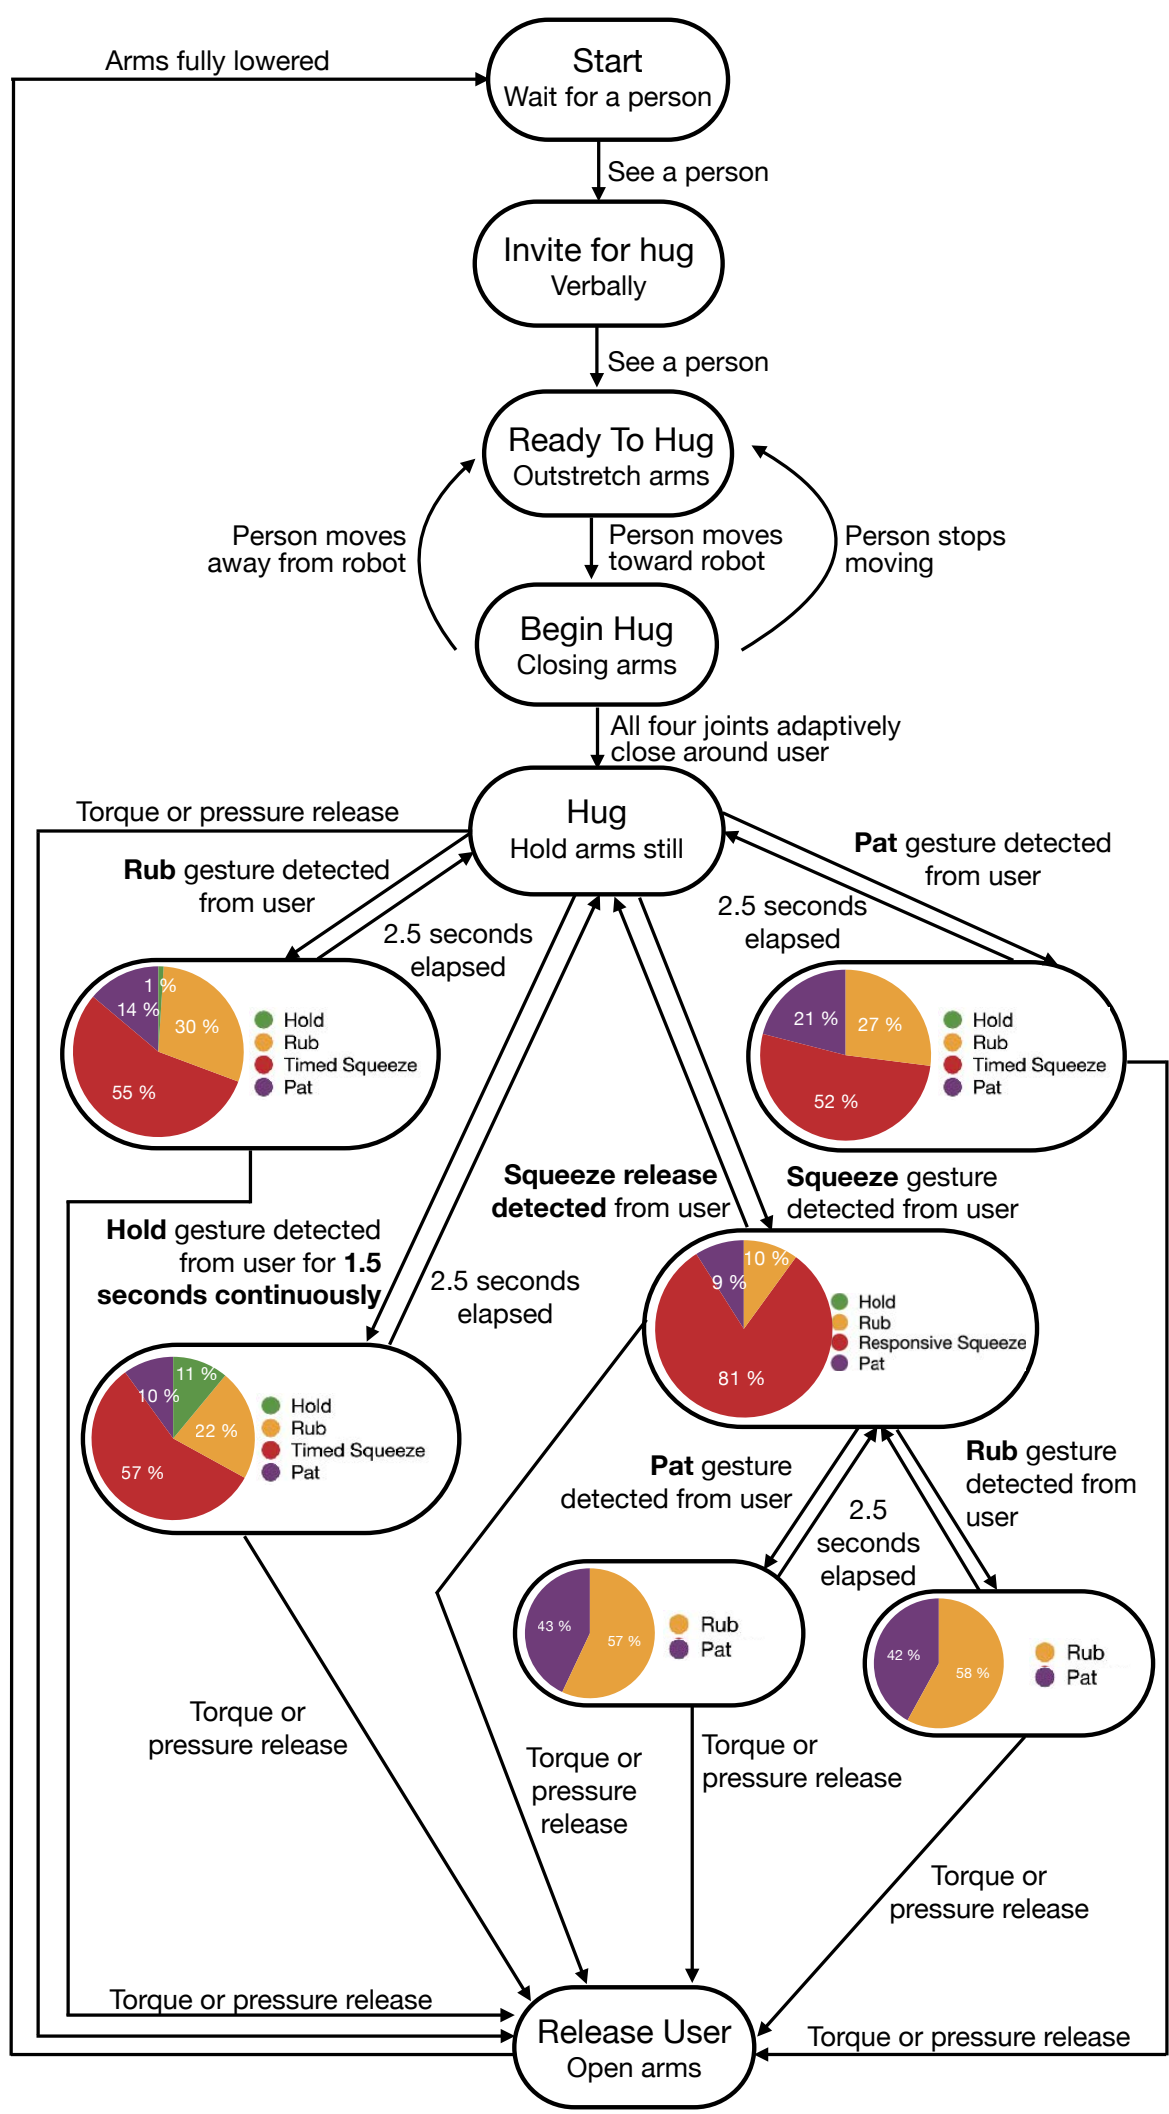 Arms fully lowered
Start
Wait for a person
See a person
Invite for hug
Verbally
See a person
Ready To Hug
Outstretch arms
Person moves
away from robot
Person moves
toward robot
Person stops
moving
Begin Hug
Closing arms
All four joints adaptively
close around user
Hug
Hold arms still
Torque or pressure release
Rub gesture detected
from user
2.5 seconds
elapsed
Pat gesture detected
from user
2.5 seconds
elapsed
1 %
14 %
30 %
55 %
Hold
Rub
Timed Squeeze
Pat
21 %
27 %
52 %
Hold
Rub
Timed Squeeze
Pat
Squeeze release
detected from user
Squeeze gesture
detected from user
Hold gesture detected
from user for 1.5
seconds continuously
2.5 seconds
elapsed
10 %
9 %
81 %
Hold
Rub
Responsive Squeeze
Pat
11 %
10 %
22 %
57 %
Hold
Rub
Timed Squeeze
Pat
Pat gesture
detected from user
2.5
seconds
elapsed
Rub gesture
detected from
user
43 %
57 %
Rub
Pat
42 %
58 %
Rub
Pat
Torque or
pressure release
Torque or
pressure
release
Torque or
pressure release
Torque or
pressure release
Torque or pressure release
Release User
Open arms
Torque or pressure release